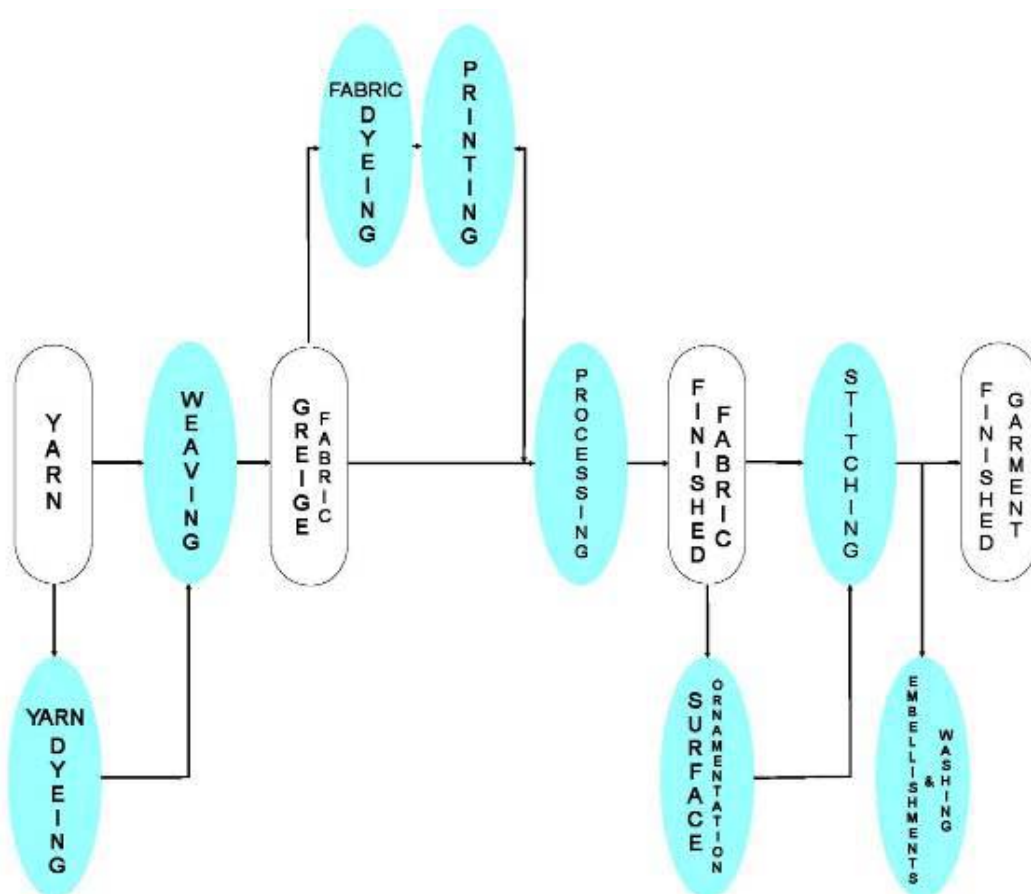 FABRIC
DYEING
PRINTING
YARN
WEAVING
GREIGE
FABRIC
PROCESSING
FINISHED
FABRIC
STITCHING
FINISHED
GARMENT
YARN
DYEING
SURFACE
ORNAMENTATION
EMBELLISHMENTS
&
WASHING